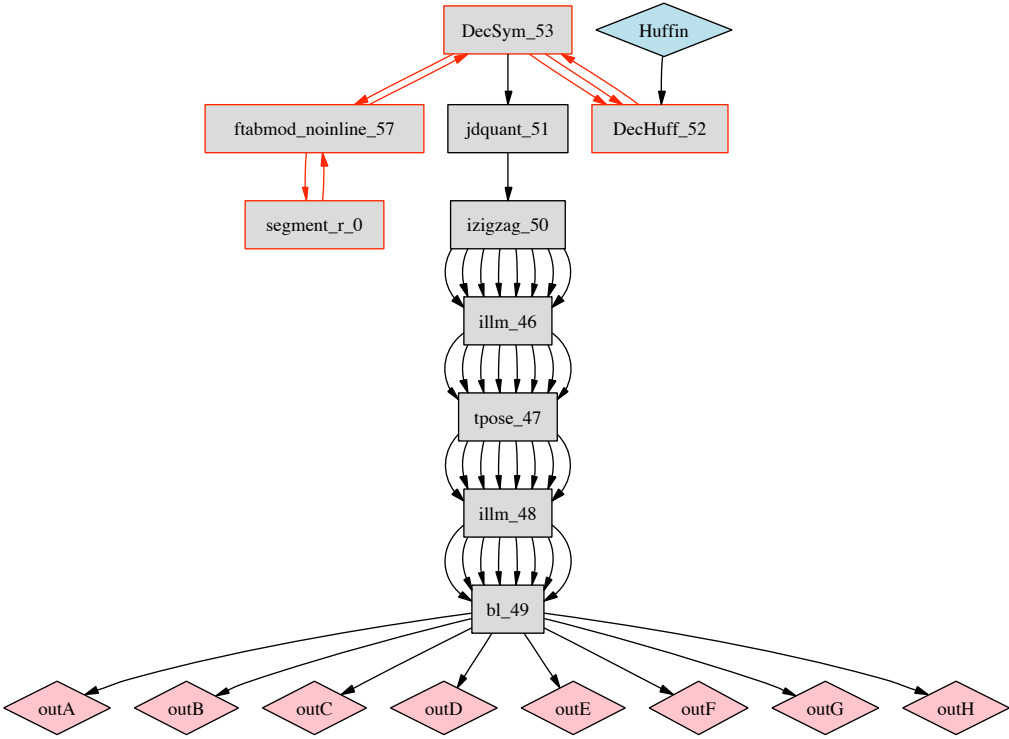 DecSym_53
Huffin
ftabmod_noinline_57
jdquant_51
DecHuff_52
segment_r_0
izigzag_50
illm_46
tpose_47
illm_48
bl_49
outA
outB
outC
outD
outE
outF
outG
outH